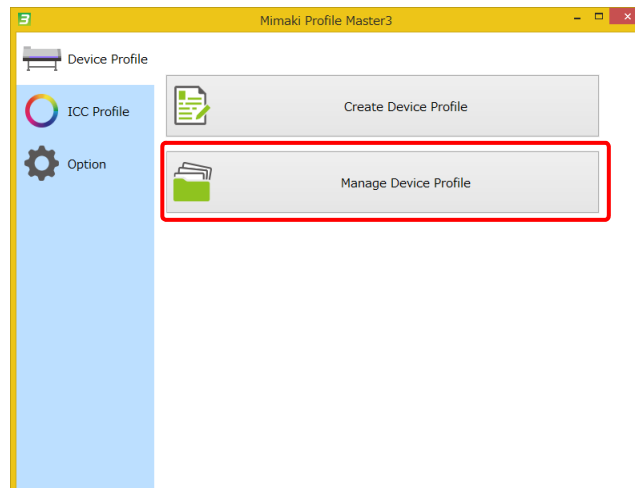 Mimaki Profile Master3
Device Profile
ICC Profile
Option
Create Device Profile
Manage Device Profile